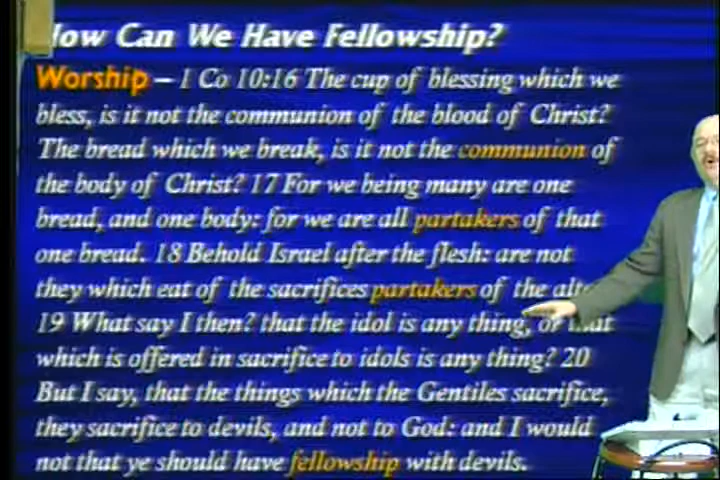 How Can We Have Fellowship?
Worship – 1 Co 10:16 The cup of blessing which we
bless, is it not the communion of the blood of Christ?
The bread which we break, is it not the communion of
the body of Christ? 17 For we being many are one
bread, and one body: for we are all partakers of that
one bread. 18 Behold Israel after the flesh: are not
they which eat of the sacrifices partakers of the
19 What say I then? that the idol is any thing, or that
which is offered in sacrifice to idols is any thing? 20
But I say, that the things which the Gentiles sacrifice,
they sacrifice to devils, and not to God: and I would
not that ye should have fellowship with devils.